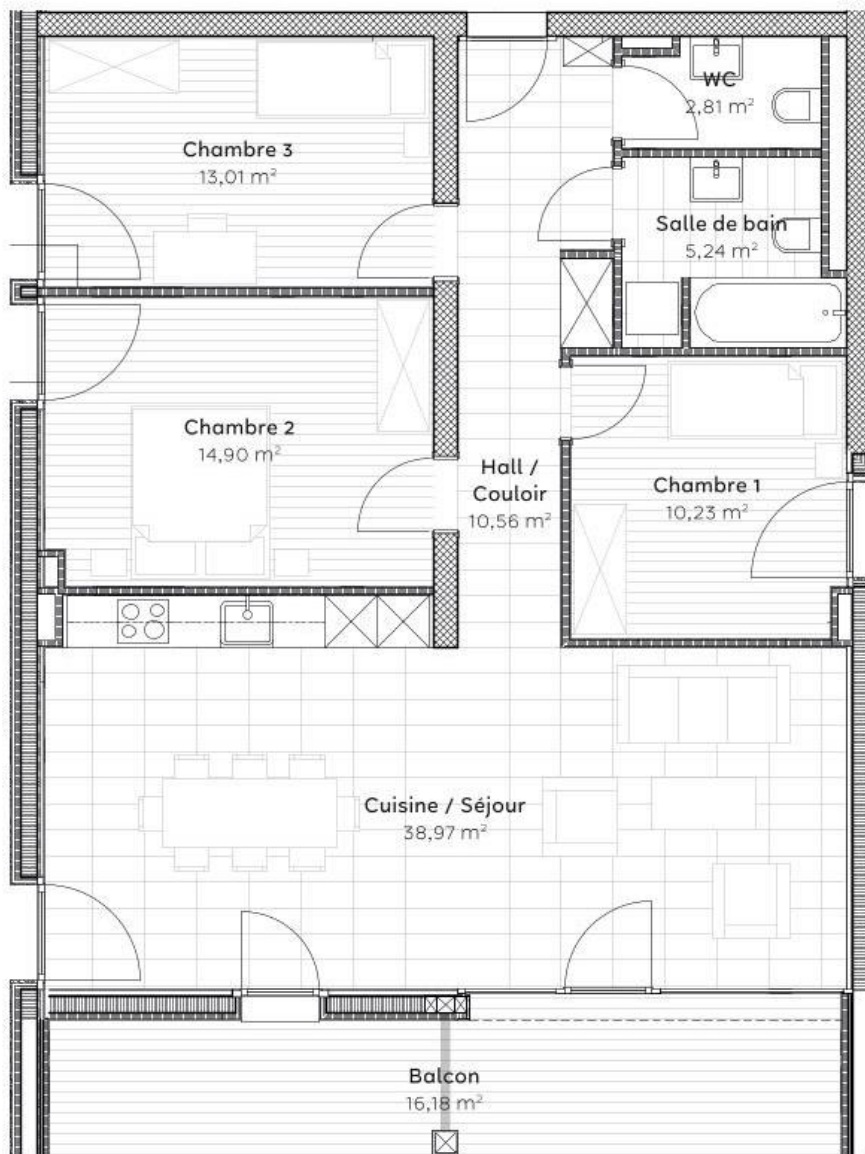 WC
2,81 m²
Chambre 3
13,01 m²
Salle de bain
5,24 m²
Chambre 2
14,90 m²
Hall /
Couloir
10,56 m²
Chambre 1
10,23 m²
Cuisine / Séjour
38,97 m²
Balcon
16,18 m²